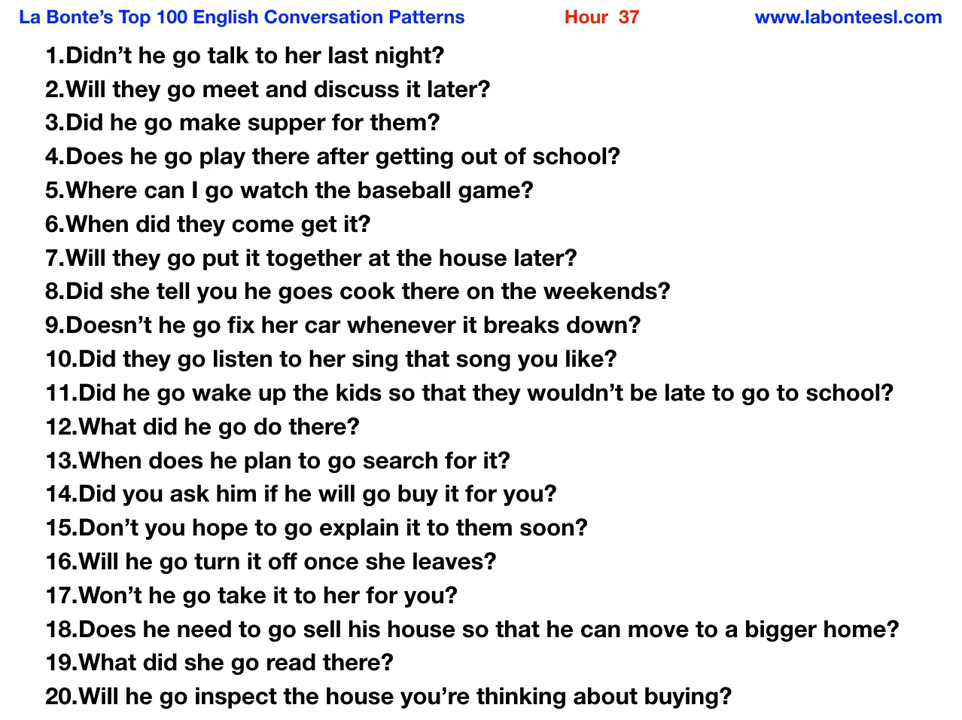 La Bonte’s Top 100 English Conversation Patterns Hour 37 www.labonteesl.com
1.Didn’t he go talk to her last night?
2.Will they go meet and discuss it later?
3.Did he go make supper for them?
4.Does he go play there after getting out of school?
5.Where can I go watch the baseball game?
6.When did they come get it?
7.Will they go put it together at the house later?
8.Did she tell you he goes cook there on the weekends?
9.Doesn’t he go fix her car whenever it breaks down?
10.Did they go listen to her sing that song you like?
11.Did he go wake up the kids so that they wouldn’t be late to go to school?
12.What did he go do there?
13.When does he plan to go search for it?
14.Did you ask him if he will go buy it for you?
15.Don’t you hope to go explain it to them soon?
16.Will he go turn it off once she leaves?
17.Won’t he go take it to her for you?
18.Does he need to go sell his house so that he can move to a bigger home?
19.What did she go read there?
20.Will he go inspect the house you’re thinking about buying?